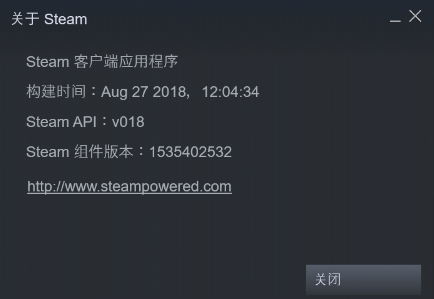 关于 Steam
Steam 客户端应用程序
构建时间：Aug 27 2018，12:04:34
Steam API：v018
Steam 组件版本：1535402532
http://www.steampowered.com
关闭